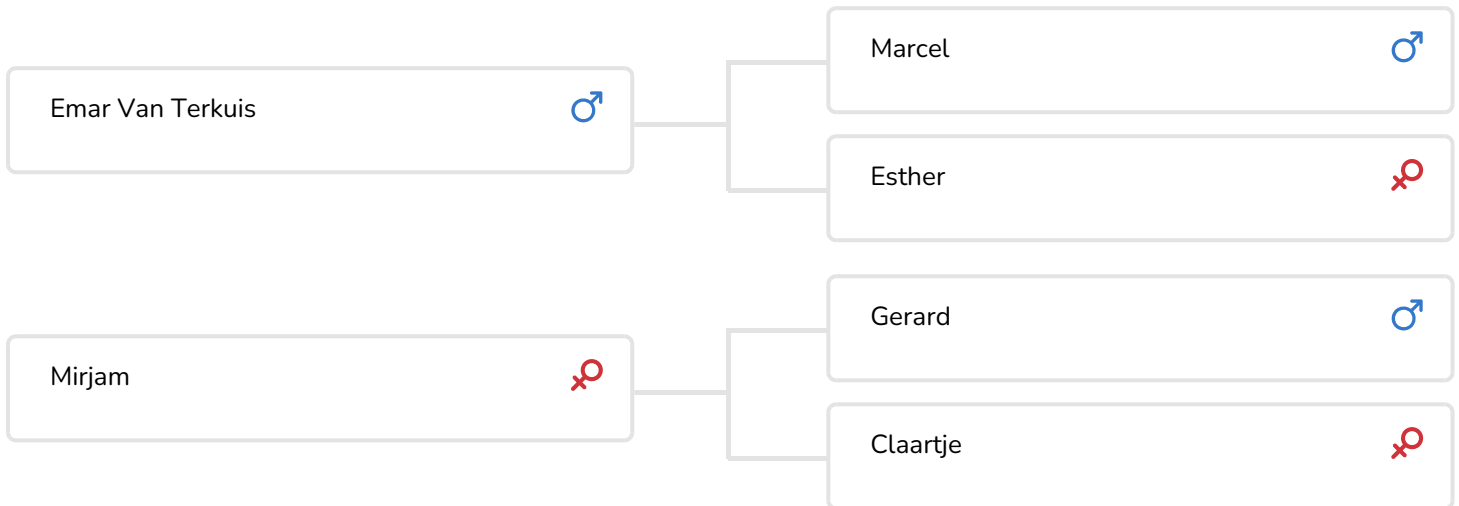 Marcel
Emar Van Terkuis
Esther
Gerard
Mirjam
Claartje